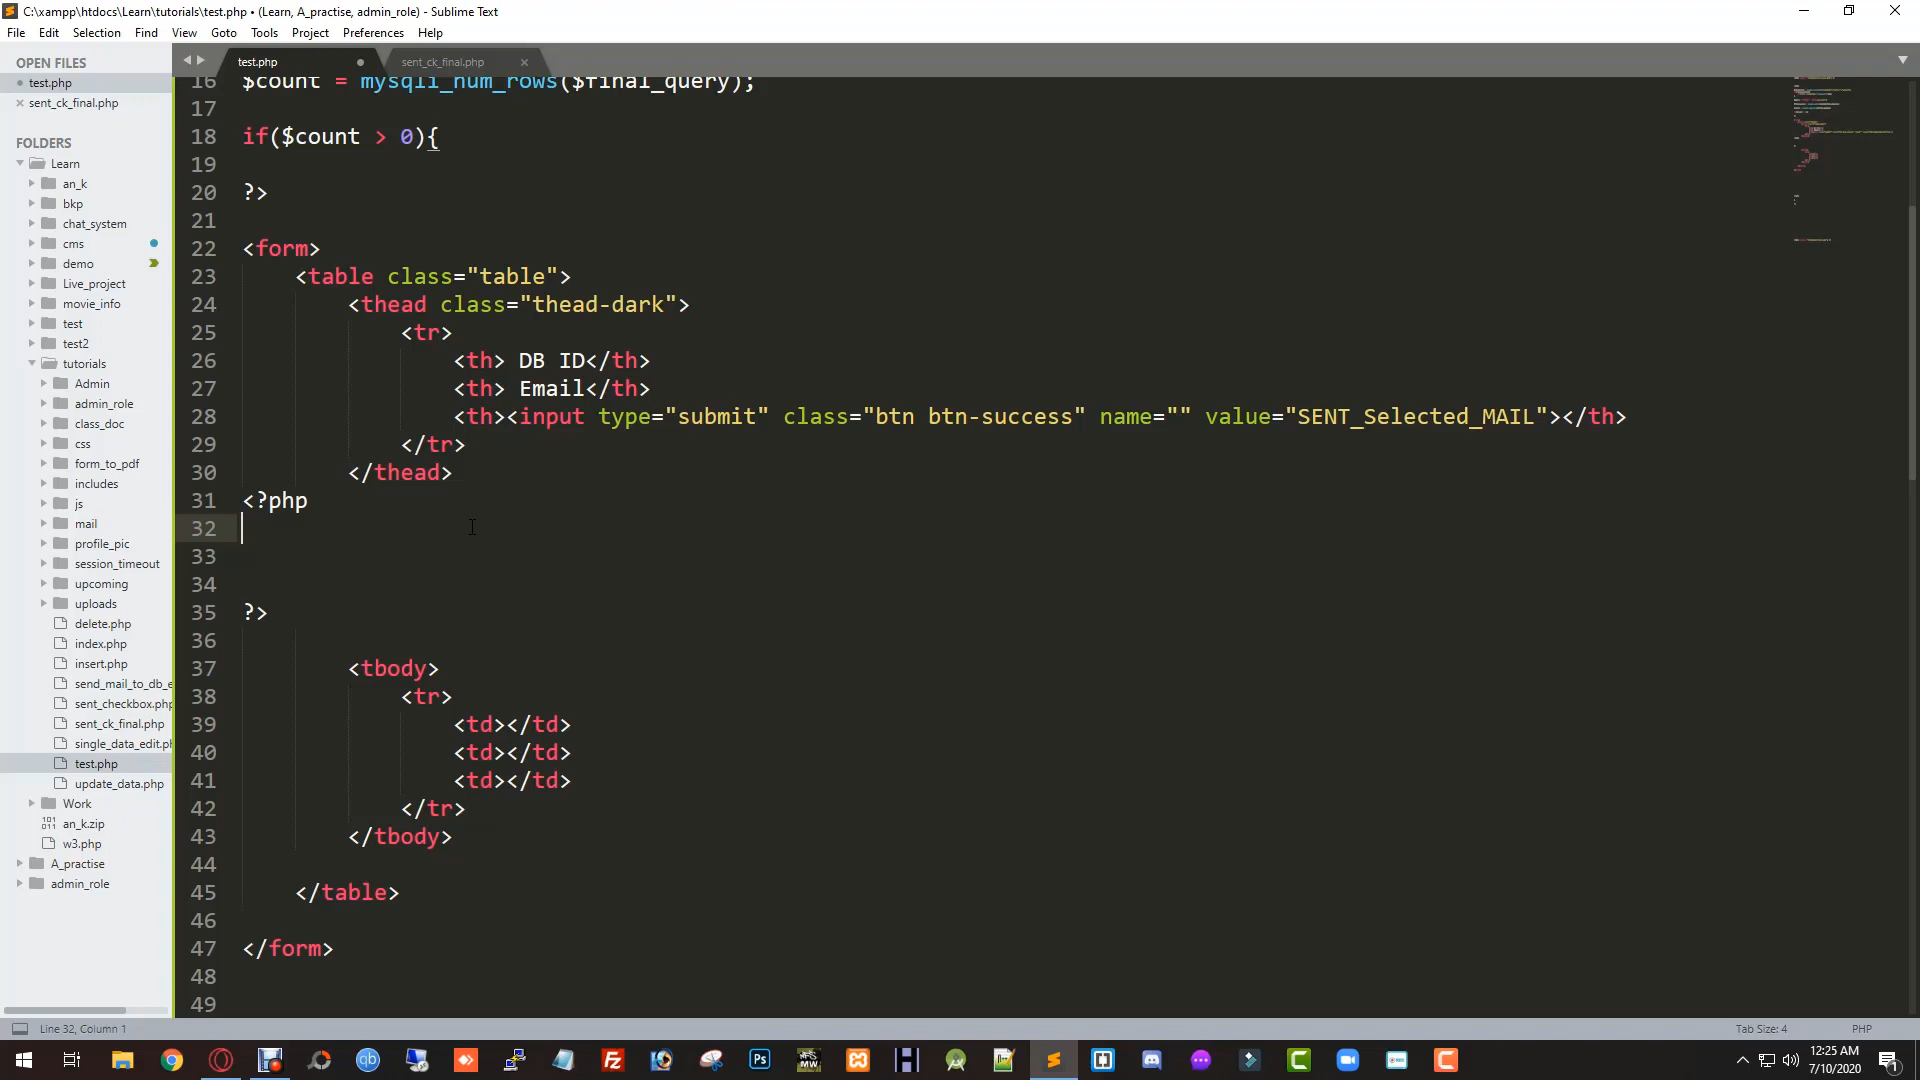 C:\xampp\htdocs\Learn\tutorials\test.php • (Learn, A_practise, admin_role) - Sublime Text
File Edit Selection Find View Goto Tools Project Preferences Help
OPEN FILES
test.php
sent_ck_final.php
FOLDERS
Learn
an_k
bkp
chat_system
cms
demo
Live_project
movie_info
test
test2
tutorials
Admin
admin_role
class_doc
css
form_to_pdf
includes
js
mail
profile_pic
session_timeout
upcoming
uploads
delete.php
index.php
insert.php
send_mail_to_db_e
sent_checkbox.php
sent_ck_final.php
single_data_edit.ph
test.php
update_data.php
Work
an_k.zip
w3.php
A_practise
admin_role
test.php sent_ck_final.php
16 $count = mysqli_num_rows($final_query);
17
18 if($count > 0){
19
20 ?>
21
22 <form>
23 <table class="table">
24 <thead class="thead-dark">
25 <tr>
26 <th> DB ID</th>
27 <th> Email</th>
28 <th><input type="submit" class="btn btn-success" name="" value="SENT_Selected_MAIL"></th>
29 </tr>
30 </thead>
31 <?php
32
33
34
35 ?>
36
37 <tbody>
38 <tr>
39 <td></td>
40 <td></td>
41 <td></td>
42 </tr>
43 </tbody>
44
45 </table>
46
47 </form>
48
49
Line 32, Column 1 Tab Size: 4 PHP
12:25 AM
7/10/2020